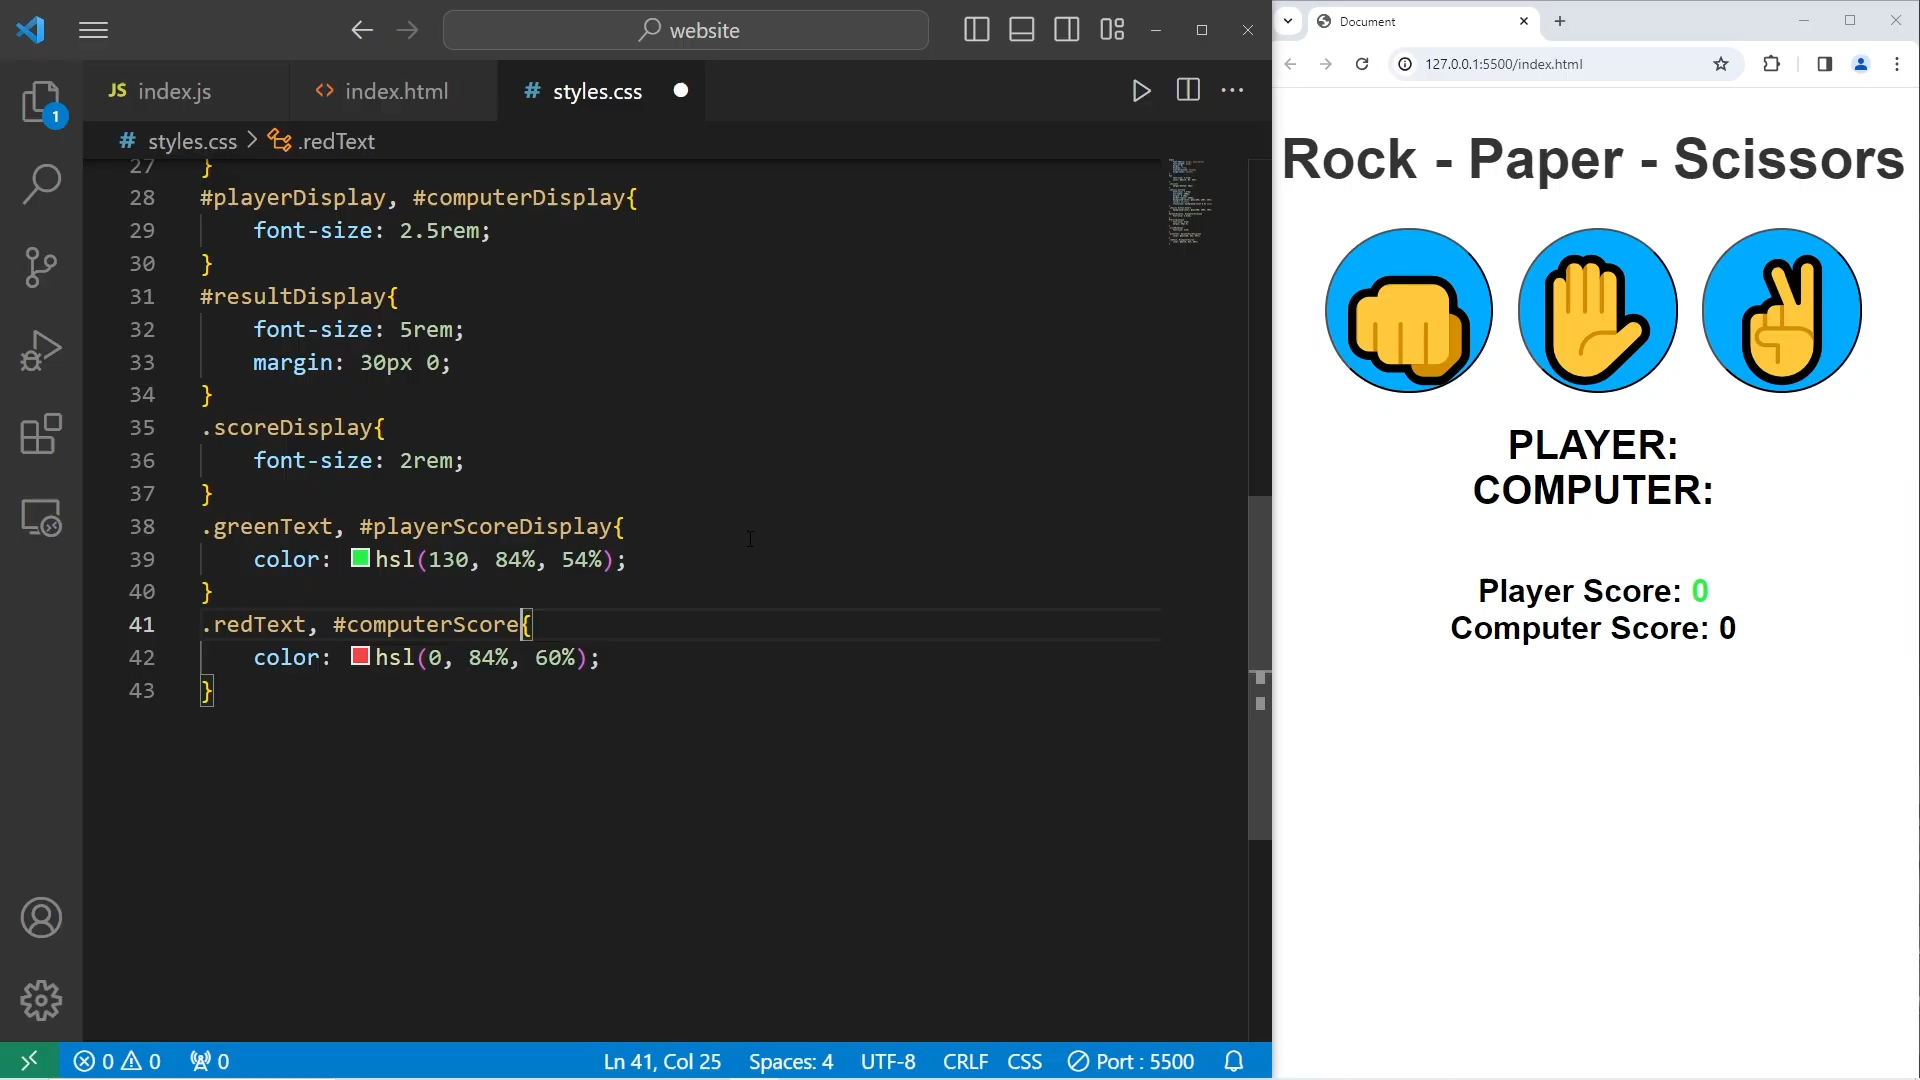 website
JS index.js
<> index.html
# styles.css
1
# styles.css > .redText
27 }
28 #playerDisplay, #computerDisplay{
29 font-size: 2.5rem;
30 }
31 #resultDisplay{
32 font-size: 5rem;
33 margin: 30px 0;
34 }
35 .scoreDisplay{
36 font-size: 2rem;
37 }
38 .greenText, #playerScoreDisplay{
39 color: hsl(130, 84%, 54%);
40 }
41 .redText, #computerScore{
42 color: hsl(0, 84%, 60%);
43 }
0 0 0
Ln 41, Col 25 Spaces: 4 UTF-8 CRLF CSS Port : 5500
Document
127.0.0.1:5500/index.html
Rock - Paper - Scissors
PLAYER:
COMPUTER:
Player Score: 0
Computer Score: 0